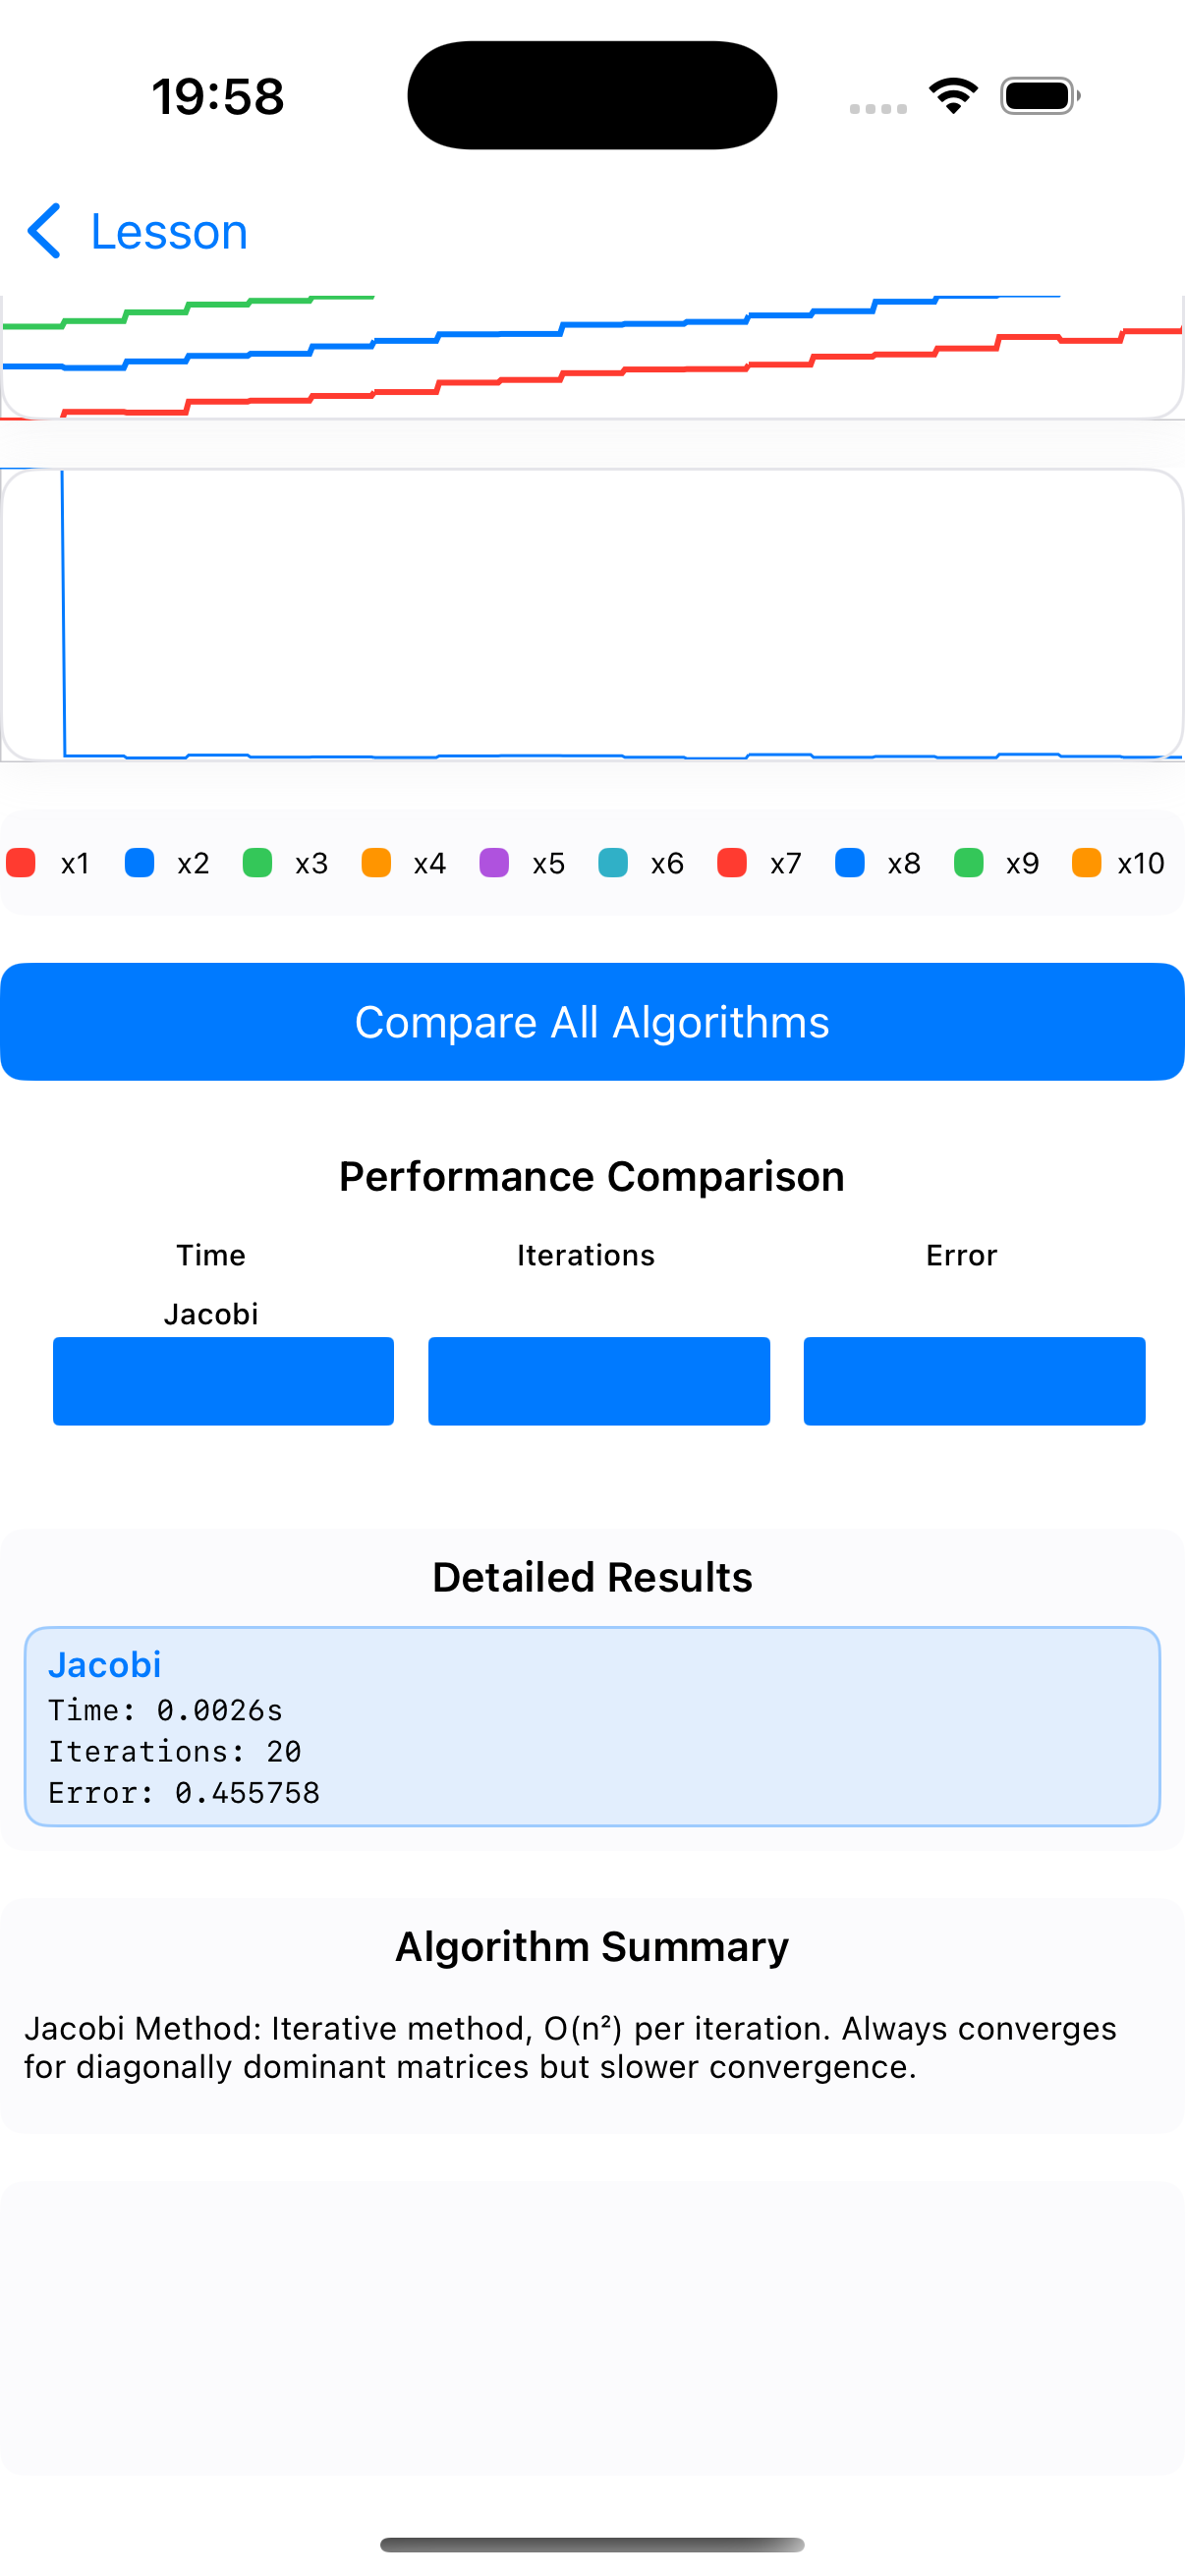 19:58
Lesson
x1 x2 x3 x4 x5 x6 x7 x8 x9 x10
Compare All Algorithms
Performance Comparison
Time Iterations Error
Jacobi
Detailed Results
Jacobi
Time: 0.0026s
Iterations: 20
Error: 0.455758
Algorithm Summary
Jacobi Method: Iterative method, O(n²) per iteration. Always converges
for diagonally dominant matrices but slower convergence.